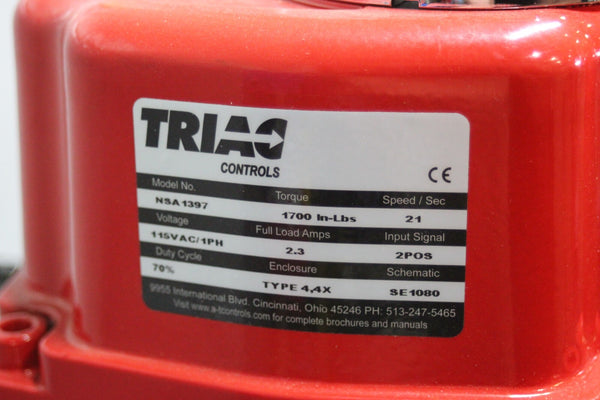 TRIAC
CONTROLS
CE
Model No. Torque Speed / Sec
NSA1397 1700 In-Lbs 21
Voltage Full Load Amps Input Signal
115VAC/1PH 2.3 2POS
Duty Cycle Enclosure Schematic
70% TYPE 4,4X SE1080
9955 International Blvd. Cincinnati, Ohio 45246 PH: 513-247-5465
Visit www.a-tcontrols.com for complete brochures and manuals